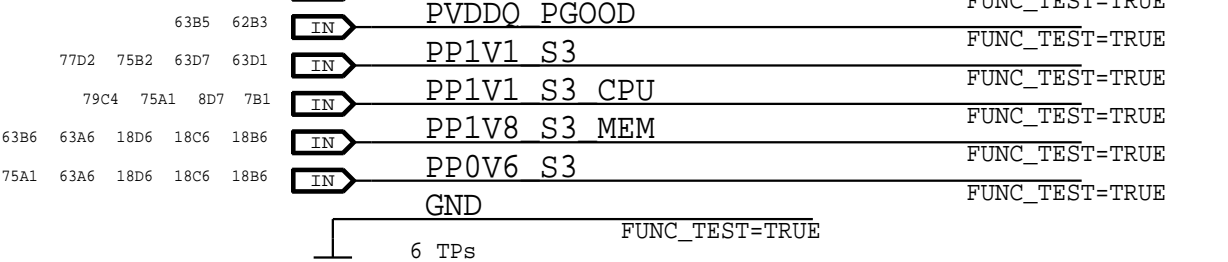 FUNC_TEST=TRUE
63B5 62B3 IN PVDDQ_PGOOD
FUNC_TEST=TRUE
77D2 75B2 63D7 63D1 IN PP1V1_S3
FUNC_TEST=TRUE
79C4 75A1 8D7 7B1 IN PP1V1_S3_CPU
FUNC_TEST=TRUE
63B6 63A6 18D6 18C6 18B6 IN PP1V8_S3_MEM
FUNC_TEST=TRUE
75A1 63A6 18D6 18C6 18B6 IN PP0V6_S3
FUNC_TEST=TRUE
GND
FUNC_TEST=TRUE
6 TPs